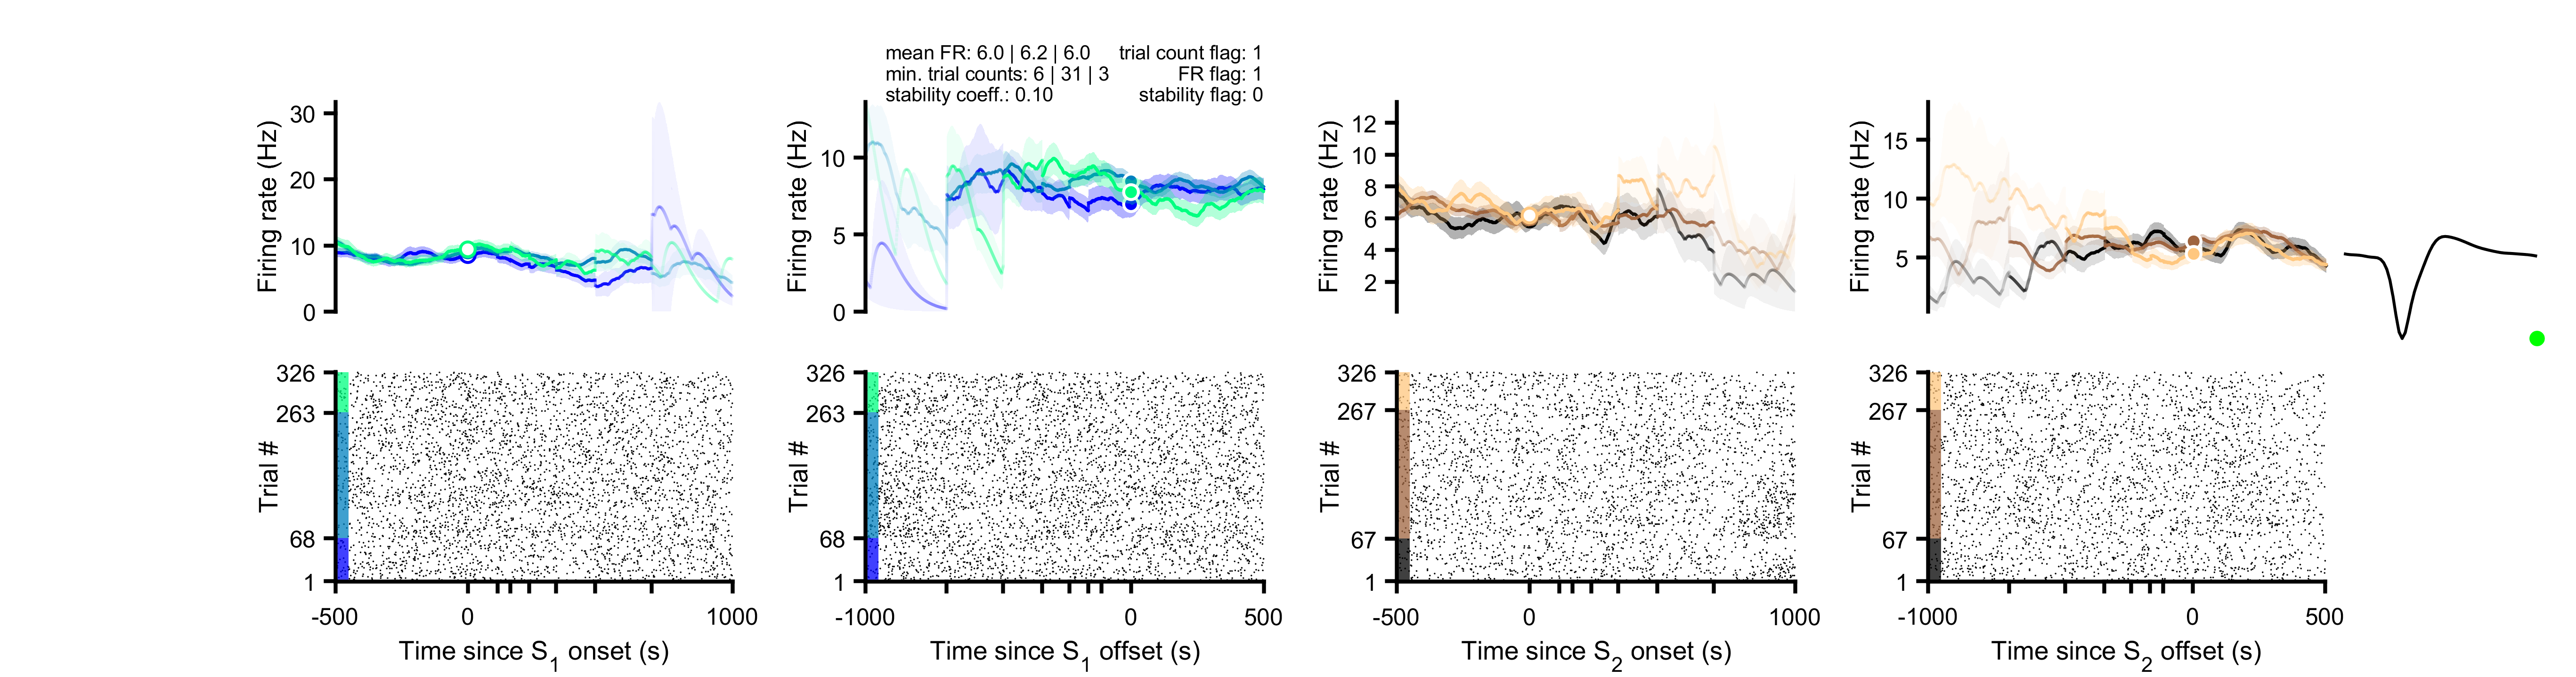 mean FR: 6.0 | 6.2 | 6.0 trial count flag: 1
min. trial counts: 6 | 31 | 3 FR flag: 1
stability coeff.: 0.10 stability flag: 0
Firing rate (Hz)
30
20
10
0
Firing rate (Hz)
10
5
0
Firing rate (Hz)
12
10
8
6
4
2
Firing rate (Hz)
15
10
5
Trial #
326
263
68
1
-500 0 1000
Time since S1 onset (s)
Trial #
326
263
68
1
-1000 0 500
Time since S1 offset (s)
Trial #
326
267
67
1
-500 0 1000
Time since S2 onset (s)
Trial #
326
267
67
1
-1000 0 500
Time since S2 offset (s)